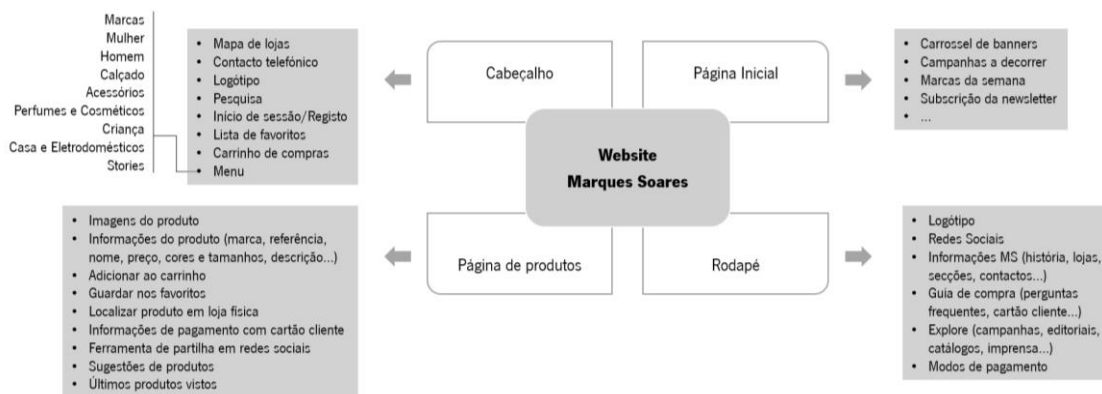 Marcas
Mulher
Homem
Calçado
Acessórios
Perfumes e Cosméticos
Criança
Casa e Eletrodomésticos
Stories
• Mapa de lojas
• Contacto telefónico
• Logótipo
• Pesquisa
• Início de sessão/Registo
• Lista de favoritos
• Carrinho de compras
• Menu
Cabeçalho
Página Inicial
• Carrossel de banners
• Campanhas a decorrer
• Marcas da semana
• Subscrição da newsletter
• ...
Website
Marques Soares
• Imagens do produto
• Informações do produto (marca, referência,
nome, preço, cores e tamanhos, descrição...)
• Adicionar ao carrinho
• Guardar nos favoritos
• Localizar produto em loja física
• Informações de pagamento com cartão cliente
• Ferramenta de partilha em redes sociais
• Sugestões de produtos
• Últimos produtos vistos
Página de produtos
Rodapé
• Logótipo
• Redes Sociais
• Informações MS (história, lojas,
secções, contactos...)
• Guia de compra (perguntas
frequentes, cartão cliente...)
• Explore (campanhas, editoriais,
catálogos, imprensa...)
• Modos de pagamento